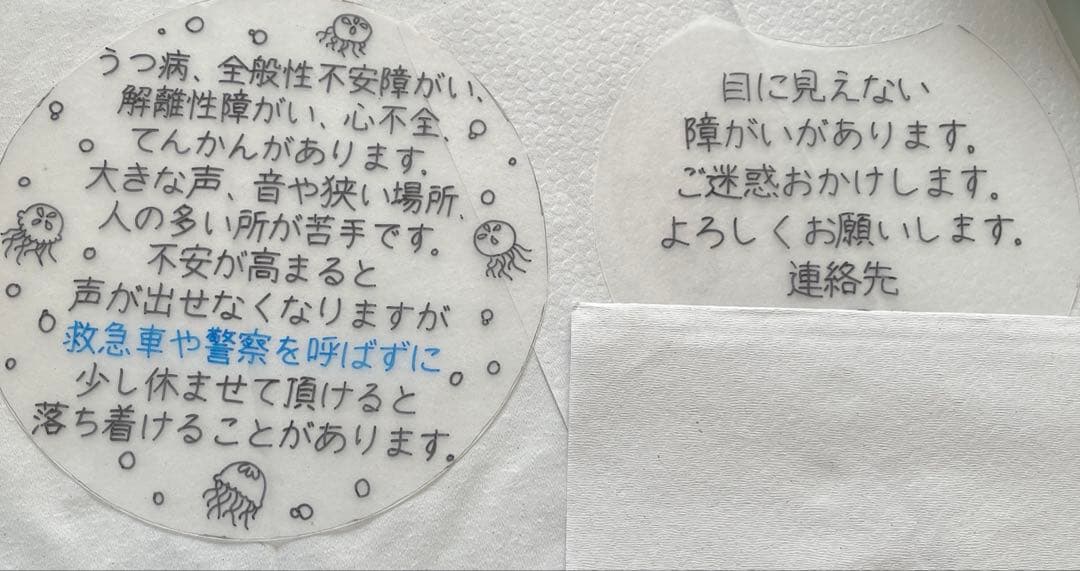 うつ病、全般性不安障がい、
解離性障がい、心不全、
てんかんがあります。
大きな声、音や狭い場所、
人の多い所が苦手です。
不安が高まると
声が出せなくなりますが
救急車や警察を呼ばずに
少し休ませて頂けると
落ち着けることがあります。
目に見えない
障がいがあります。
ご迷惑おかけします。
よろしくお願いします。
連絡先